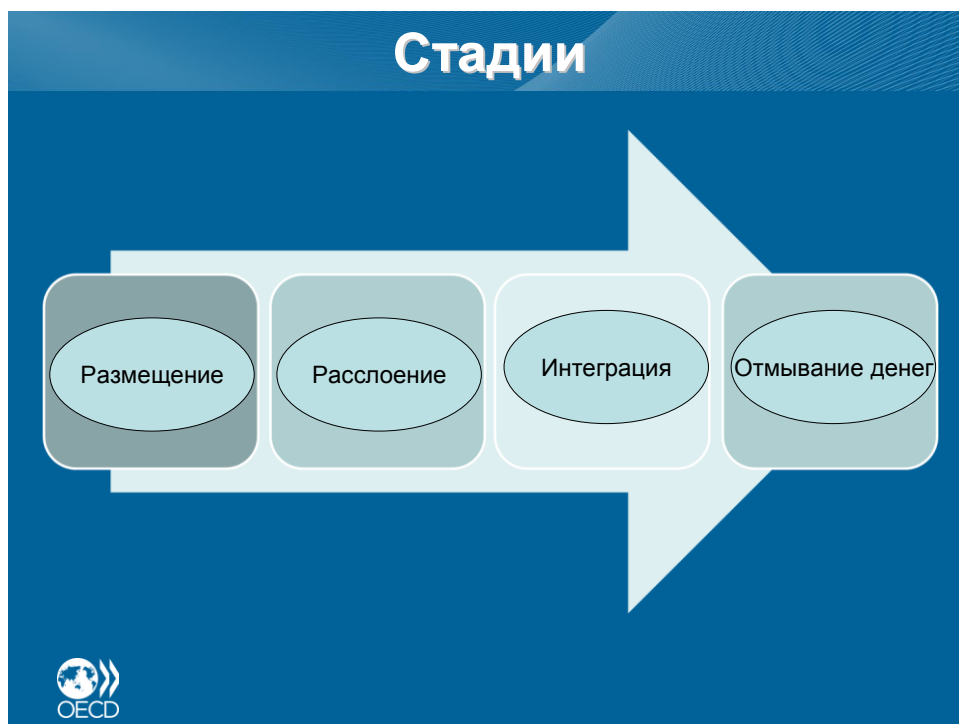 Стадии
Размещение
Расслоение
Интеграция
Отмывание денег
OECD